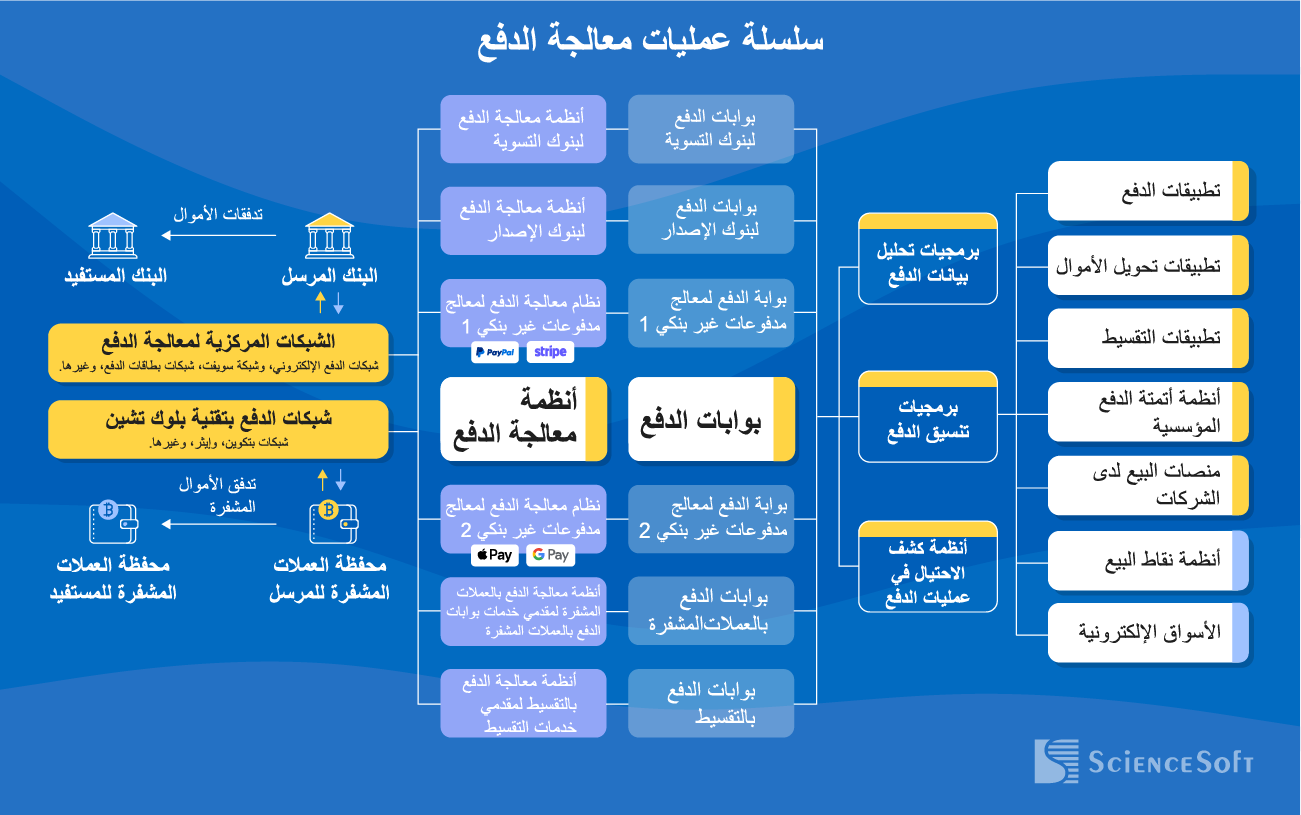 سلسلة عمليات معالجة الدفع
تطبيقات الدفع
تطبيقات تحويل الأموال
تطبيقات التقسيط
أنظمة أتمتة الدفع
المؤسسية
منصات البيع لدى
الشركات
أنظمة نقاط البيع
الأسواق الإلكترونية
برمجيات تحليل
بيانات الدفع
برمجيات
تنسيق الدفع
أنظمة كشف
الاحتيال في
عمليات الدفع
بوابات الدفع
لبنوك التسوية
بوابات الدفع
لبنوك الإصدار
بوابة الدفع لمعالج
مدفوعات غير بنكي 1
بوابات الدفع
بوابة الدفع لمعالج
مدفوعات غير بنكي 2
بوابات الدفع
بالعملات المشفرة
بوابات الدفع
بالتقسيط
أنظمة معالجة الدفع
لبنوك التسوية
أنظمة معالجة الدفع
لبنوك الإصدار
نظام معالجة الدفع لمعالج
مدفوعات غير بنكي 1
PayPal
stripe
أنظمة
معالجة الدفع
نظام معالجة الدفع لمعالج
مدفوعات غير بنكي 2
Pay
G Pay
أنظمة معالجة الدفع بالعملات
المشفرة لمقدمي خدمات بوابات
الدفع بالعملات المشفرة
أنظمة معالجة الدفع
بالتقسيط لمقدمي
خدمات التقسيط
تدفقات الأموال
البنك المرسل
البنك المستفيد
الشبكات المركزية لمعالجة الدفع
شبكات الدفع الإلكتروني، وشبكة سويفت، شبكات بطاقات الدفع، وغيرها.
شبكات الدفع بتقنية بلوك تشين
شبكات بتكوين، وإيثر، وغيرها.
تدفق الأموال
المشفرة
محفظة العملات
المشفرة للمرسل
محفظة العملات
المشفرة للمستفيد
ScienceSoft